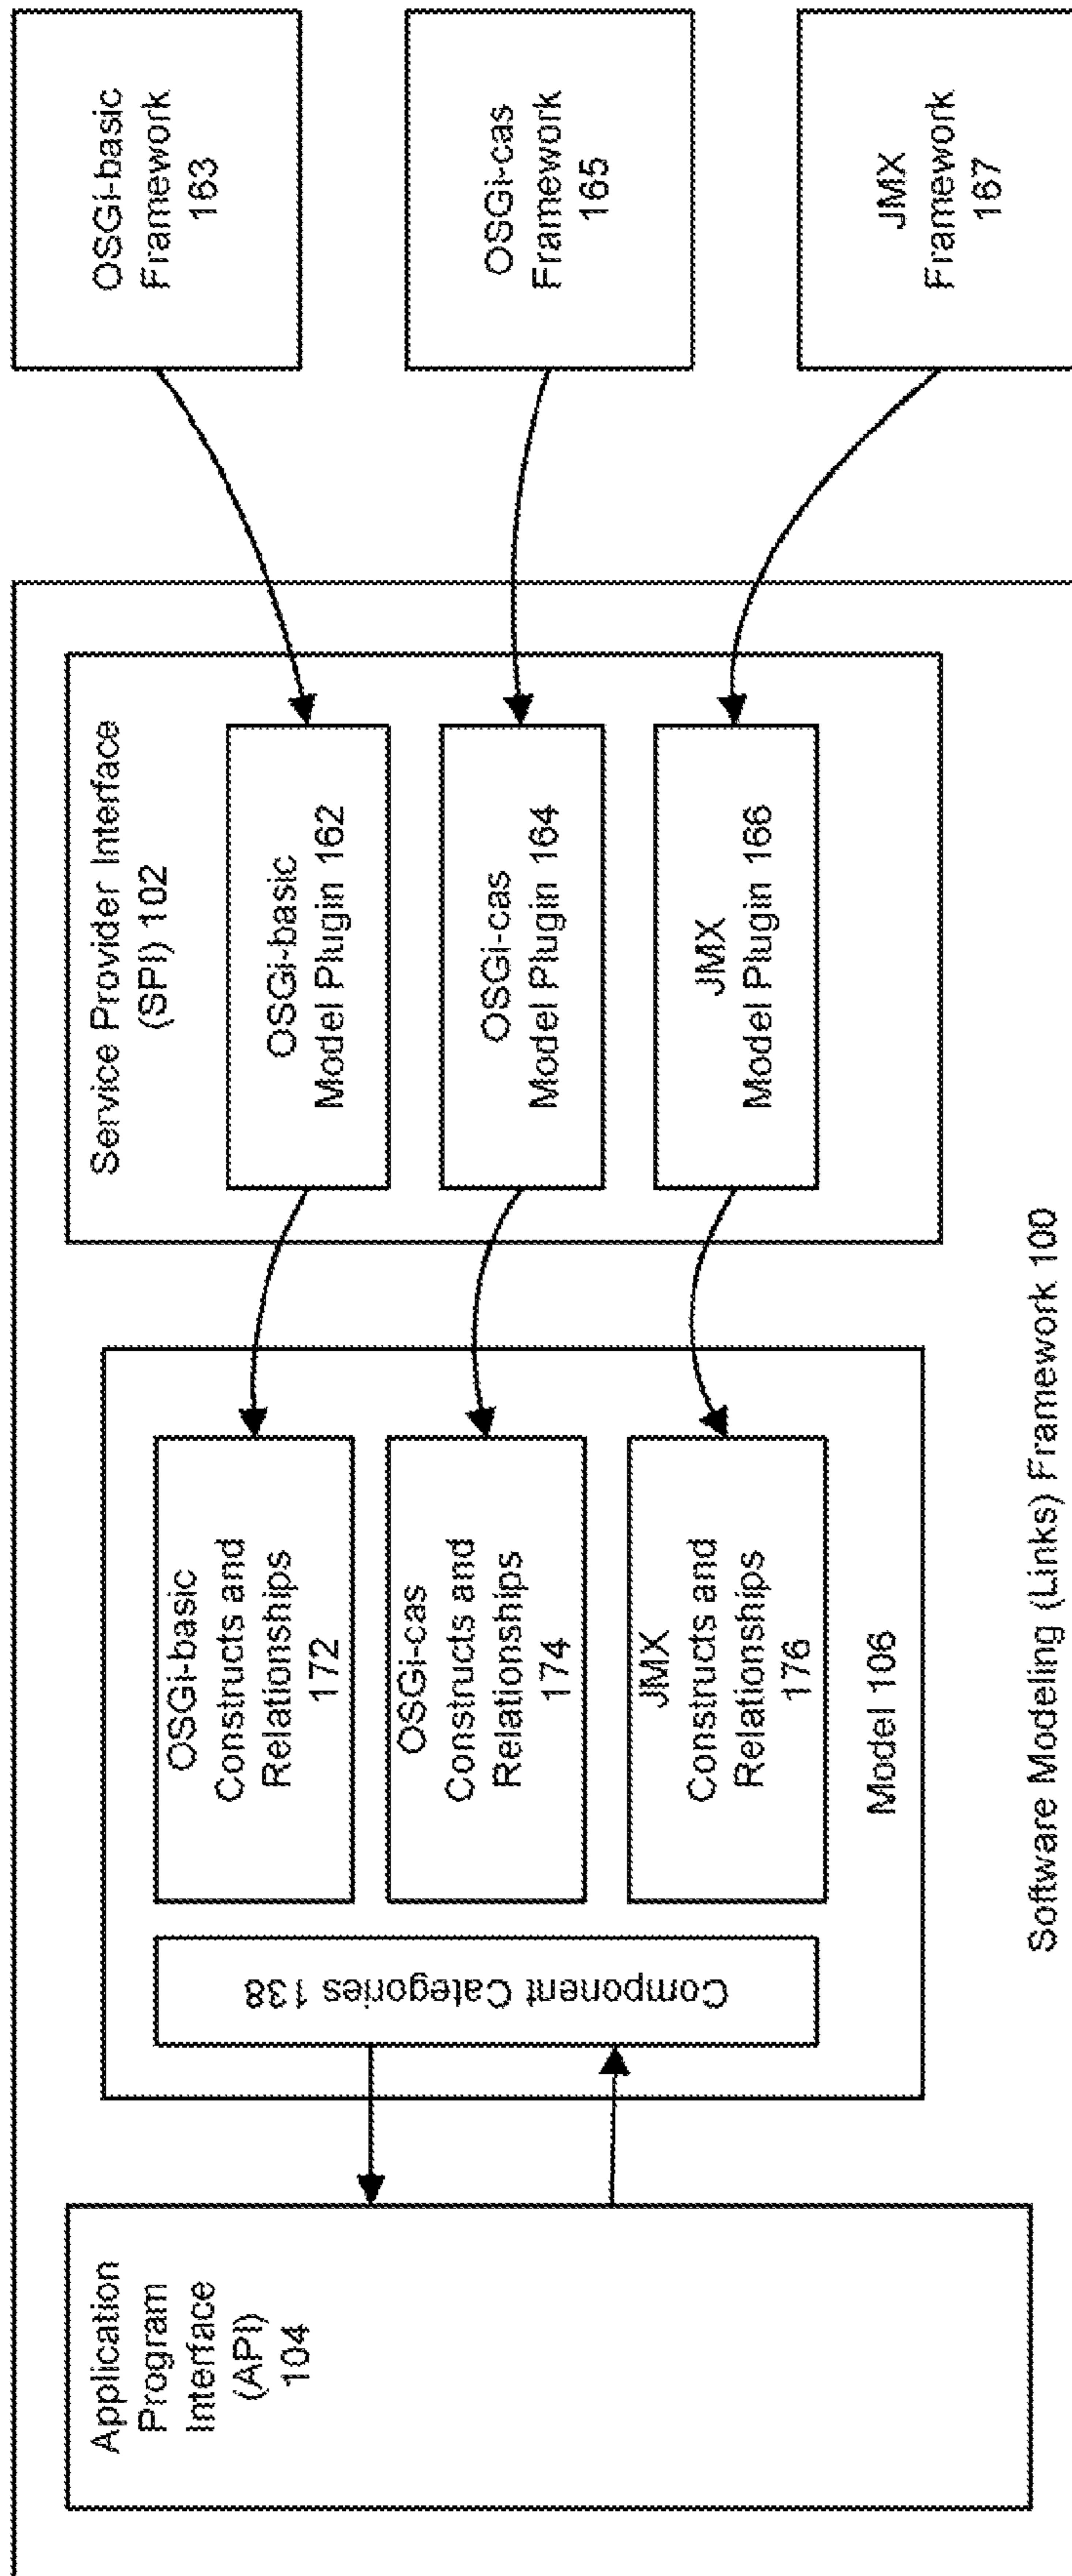 Application
Program
Interface
(API)
104
Component Categories 138
OSGi-basic
Constructs and
Relationships
172
OSGi-cas
Constructs and
Relationships
174
JMX
Constructs and
Relationships
176
Model 106
Service Provider Interface
(SPI) 102
OSGi-basic
Model Plugin 162
OSGi-cas
Model Plugin 164
JMX
Model Plugin 166
Software Modeling (Links) Framework 100
OSGi-basic
Framework
163
OSGi-cas
Framework
165
JMX
Framework
167